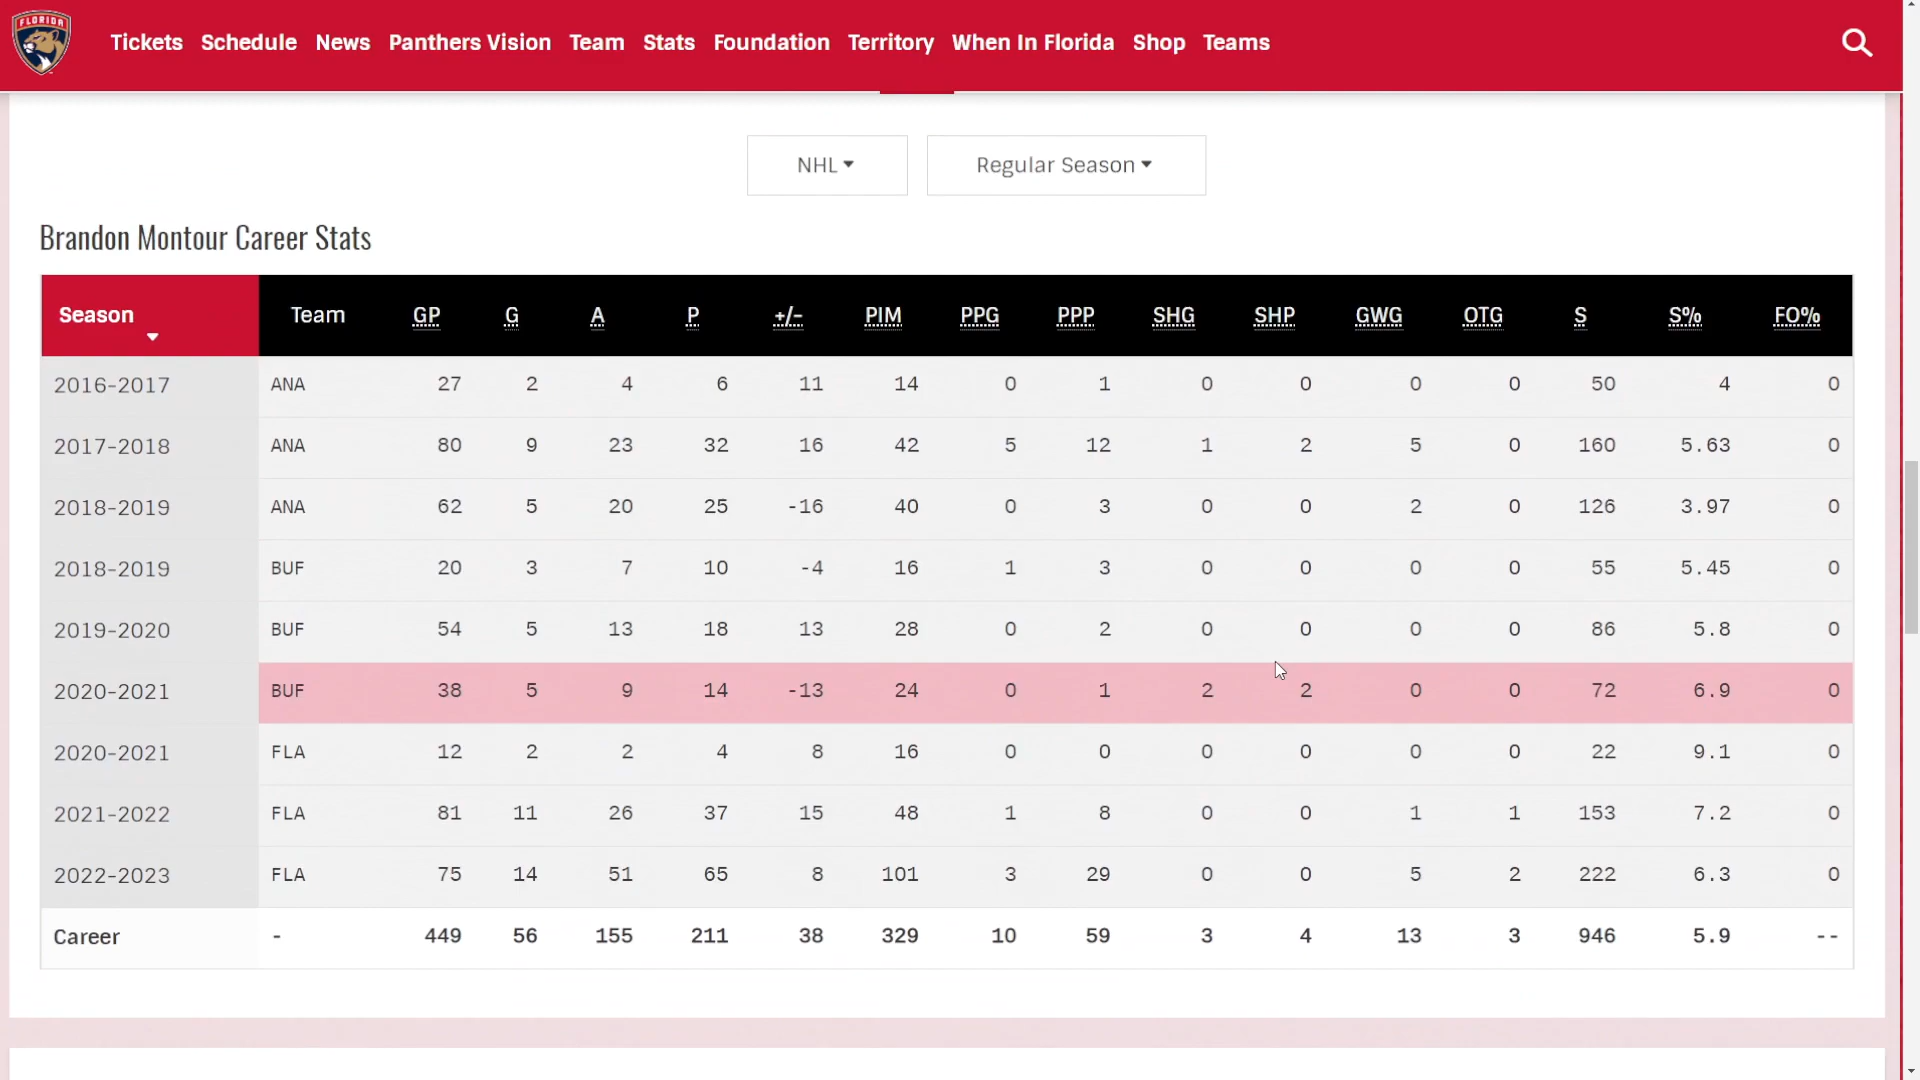 FLORIDA
Tickets Schedule News Panthers Vision Team Stats Foundation Territory When In Florida Shop Teams
NHL Regular Season
Brandon Montour Career Stats
Season Team GP G A P +/- PIM PPG PPP SHG SHP GWG OTG S S% FO%
2016-2017 ANA 27 2 4 6 11 14 0 1 0 0 0 0 50 4 0
2017-2018 ANA 80 9 23 32 16 42 5 12 1 2 5 0 160 5.63 0
2018-2019 ANA 62 5 20 25 -16 40 0 3 0 0 2 0 126 3.97 0
2018-2019 BUF 20 3 7 10 -4 16 1 3 0 0 0 0 55 5.45 0
2019-2020 BUF 54 5 13 18 13 28 0 2 0 0 0 0 86 5.8 0
2020-2021 BUF 38 5 9 14 -13 24 0 1 2 2 0 0 72 6.9 0
2020-2021 FLA 12 2 2 4 8 16 0 0 0 0 0 0 22 9.1 0
2021-2022 FLA 81 11 26 37 15 48 1 8 0 0 1 1 153 7.2 0
2022-2023 FLA 75 14 51 65 8 101 3 29 0 0 5 2 222 6.3 0
Career - 449 56 155 211 38 329 10 59 3 4 13 3 946 5.9 --